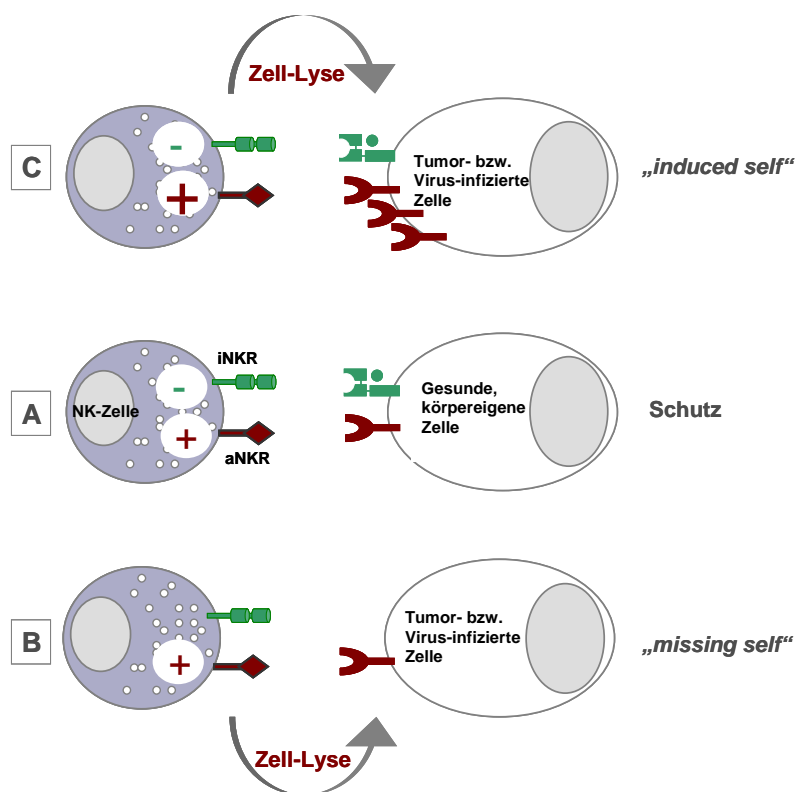 Zell-Lyse
C
-
+
Tumor- bzw.
Virus-infizierte
Zelle
„induced self“
A
NK-Zelle
iNKR
-
+
aNKR
Gesunde,
körpereigene
Zelle
Schutz
B
+
Tumor- bzw.
Virus-infizierte
Zelle
„missing self“
Zell-Lyse